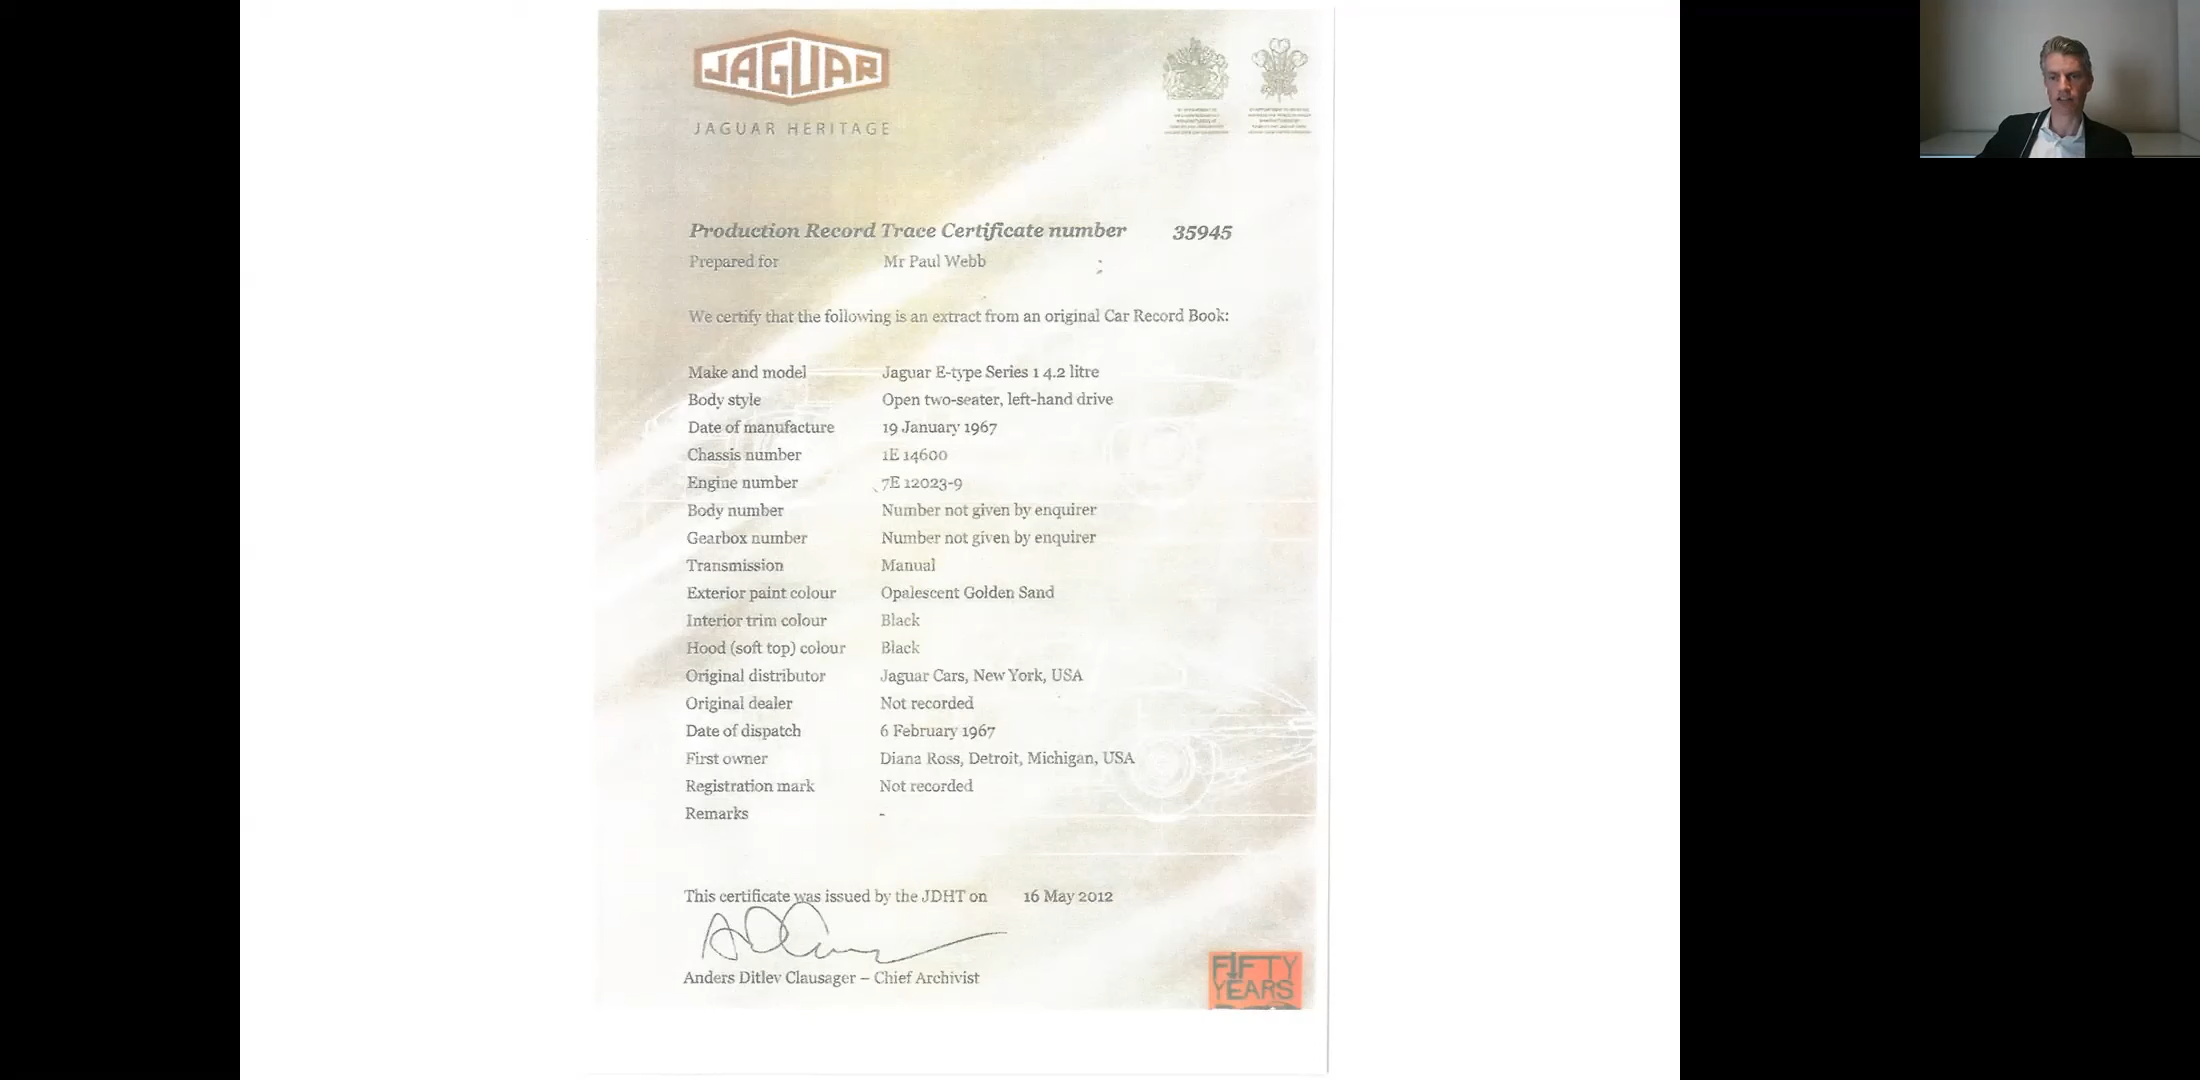 JAGUAR
JAGUAR HERITAGE
Production Record Trace Certificate number 35945
Prepared for Mr Paul Webb
We certify that the following is an extract from an original Car Record Book:
Make and model Jaguar E-type Series 1 4.2 litre
Body style Open two-seater, left-hand drive
Date of manufacture 19 January 1967
Chassis number 1E 14600
Engine number 7E 12023-9
Body number Number not given by enquirer
Gearbox number Number not given by enquirer
Transmission Manual
Exterior paint colour Opalescent Golden Sand
Interior trim colour Black
Hood (soft top) colour Black
Original distributor Jaguar Cars, New York, USA
Original dealer Not recorded
Date of dispatch 6 February 1967
First owner Diana Ross, Detroit, Michigan, USA
Registration mark Not recorded
Remarks -
This certificate was issued by the JDHT on 16 May 2012
Anders Ditlev Clausager – Chief Archivist
FIFTY
YEARS